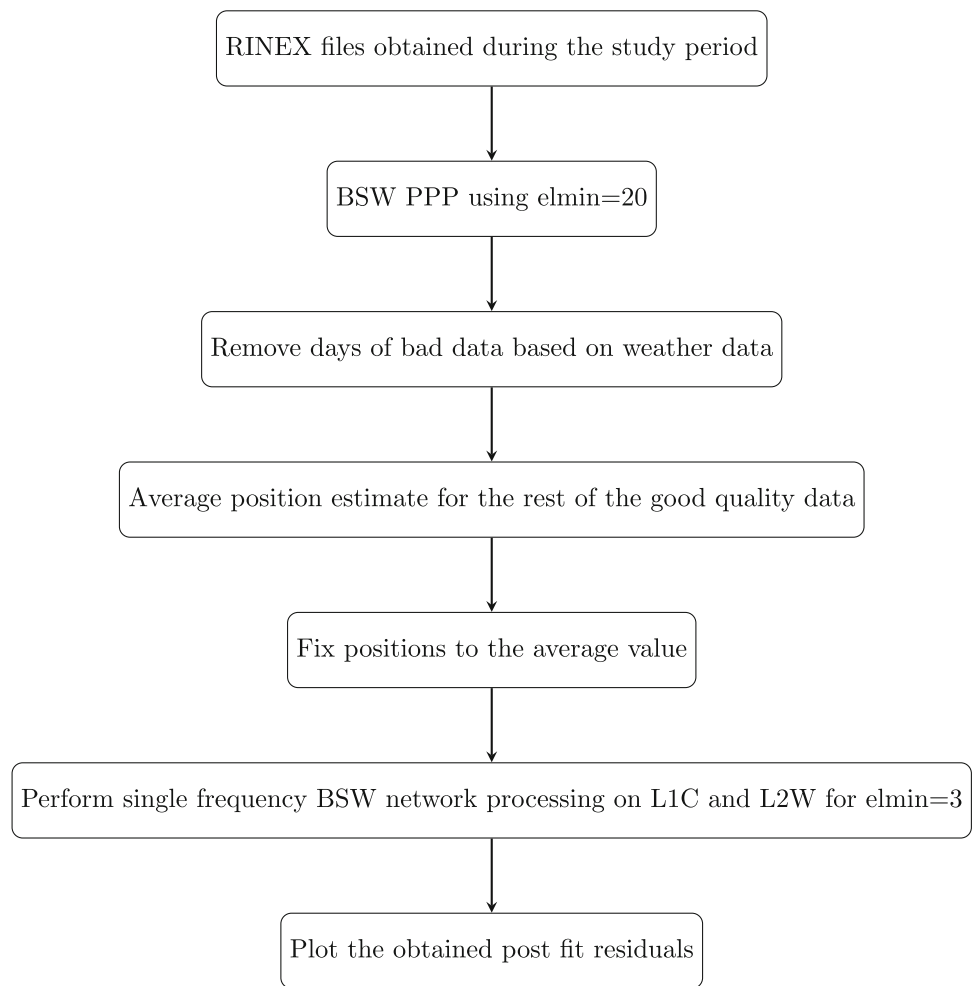 RINEX files obtained during the study period
BSW PPP using elmin=20
Remove days of bad data based on weather data
Average position estimate for the rest of the good quality data
Fix positions to the average value
Perform single frequency BSW network processing on L1C and L2W for elmin=3
Plot the obtained post fit residuals